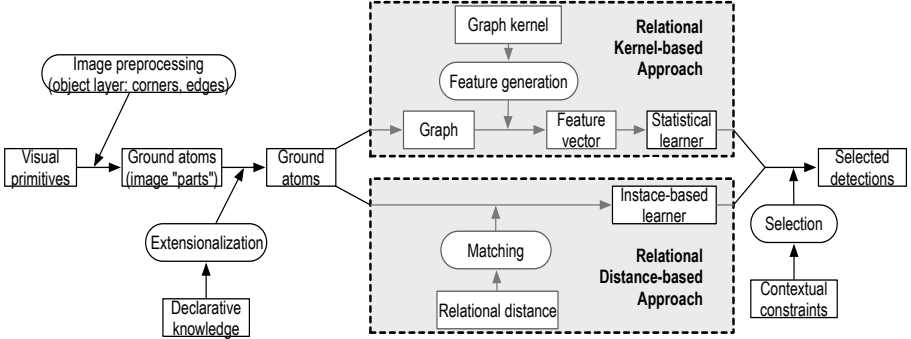 Image preprocessing
(object layer: corners, edges)
Graph kernel
Relational
Kernel-based
Approach
Feature generation
Visual
primitives
Ground atoms
(image "parts")
Ground
atoms
Graph
Feature
vector
Statistical
learner
Selected
detections
Instace-based
learner
Extensionalization
Matching
Selection
Relational
Distance-based
Approach
Declarative
knowledge
Relational distance
Contextual
constraints